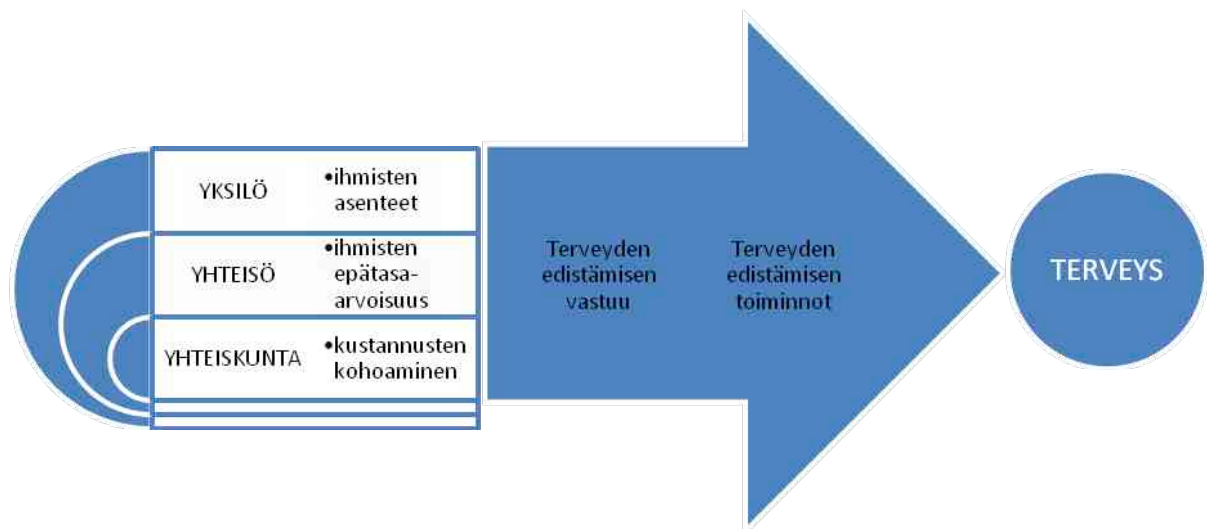 YKSILÖ
•ihmisten
asenteet
YHTEISÖ
•ihmisten
epätasa-
arvoisuus
YHTEISKUNTA
•kustannusten
kohoaminen
Terveyden
edistämisen
vastuu
Terveyden
edistämisen
toiminnot
TERVEYS